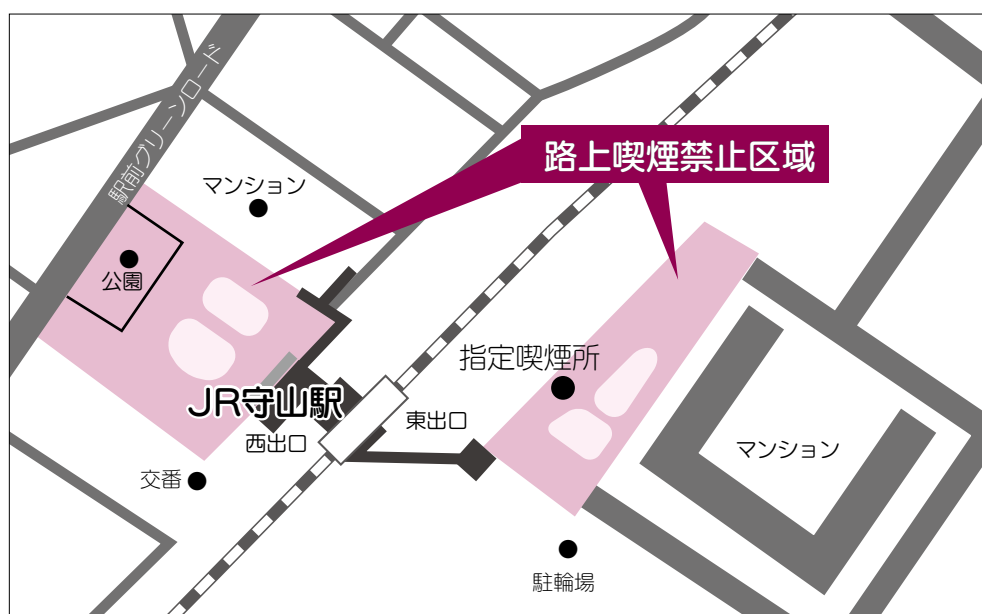 駅前グリーンロード
路上喫煙禁止区域
マンション
公園
指定喫煙所
JR守山駅
東出口
西出口
マンション
交番
駐輪場